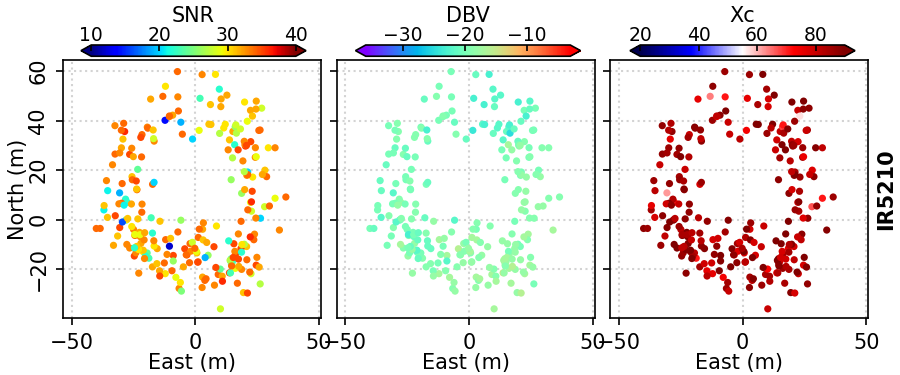 SNR DBV Xc
10 20 30 40 −30 −20 −10 20 40 60 80
60
40
20
0
−20
North (m)
IR5210
−50 0 50 −50 0 50 −50 0 50
East (m) East (m) East (m)